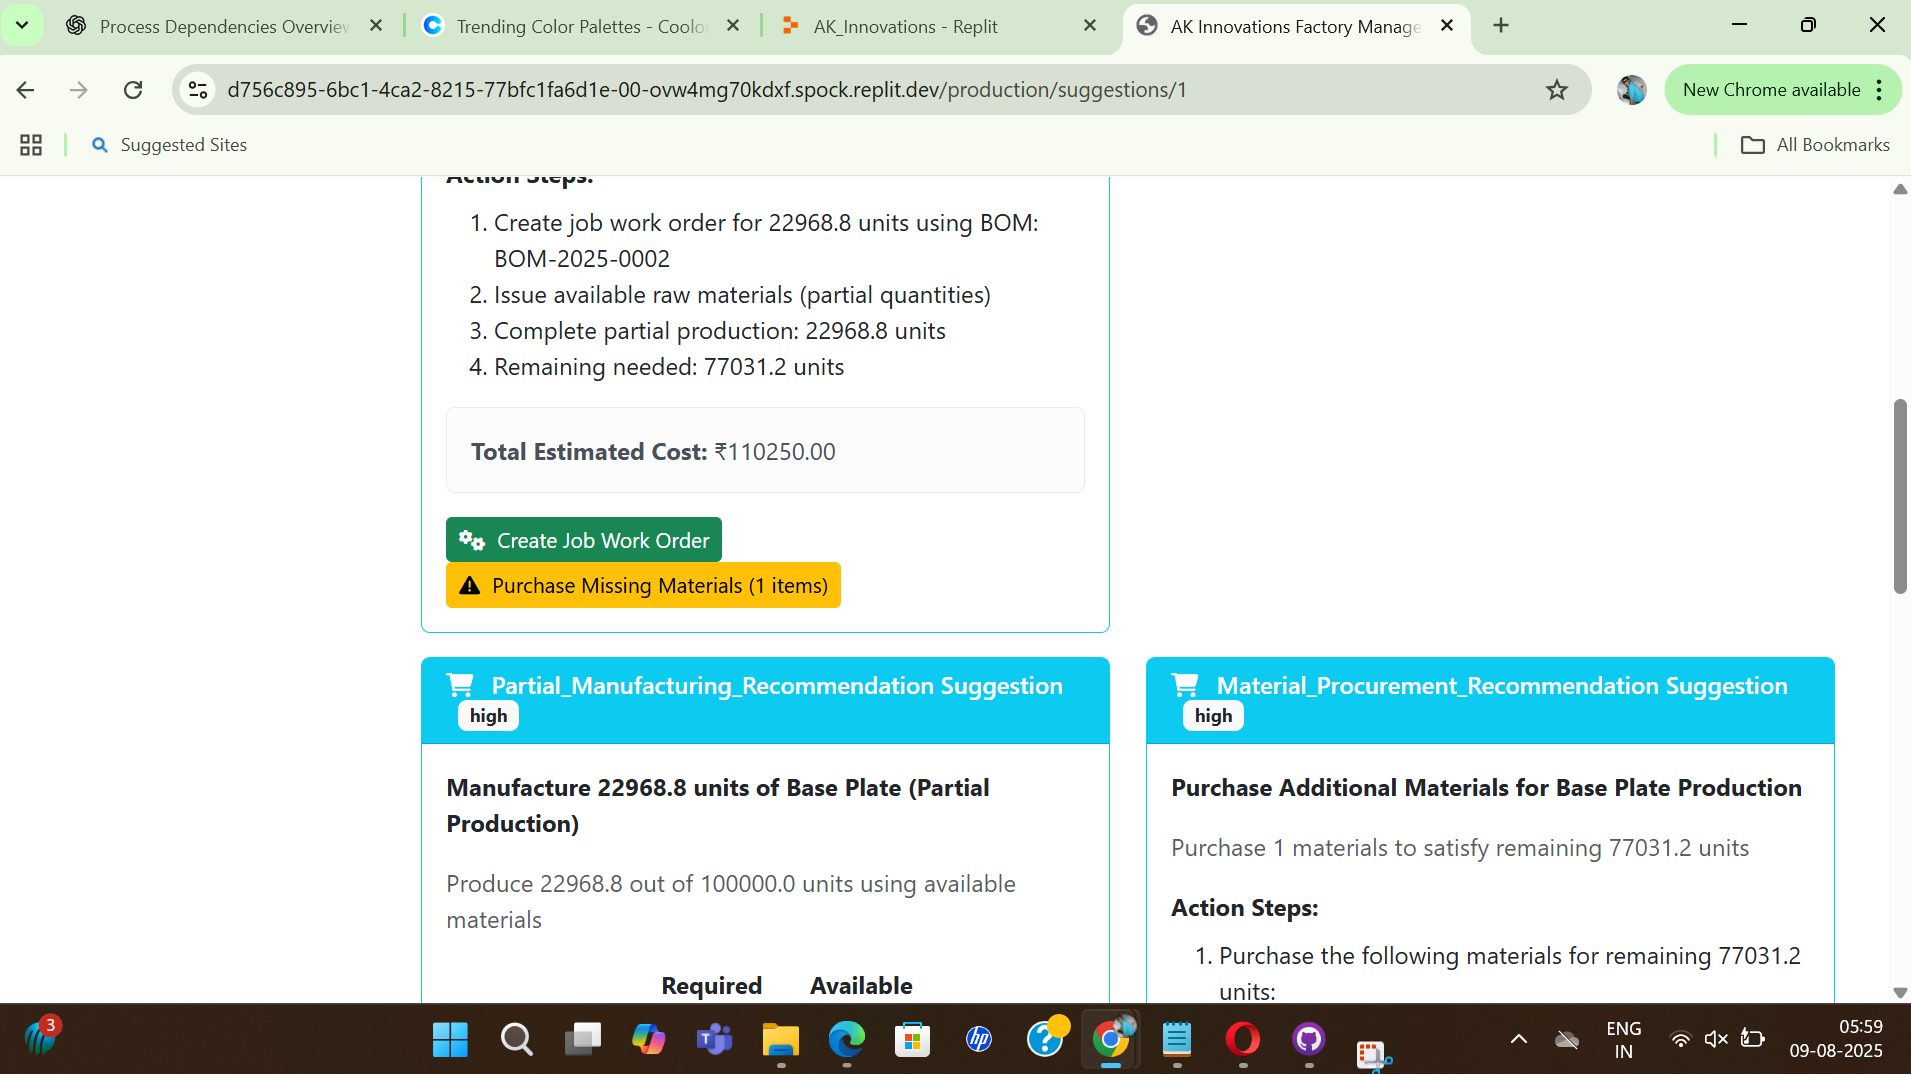 Process Dependencies Overview
Trending Color Palettes - Coolo
AK_Innovations - Replit
AK Innovations Factory Manage
d756c895-6bc1-4ca2-8215-77bfc1fa6d1e-00-ovw4mg70kdxf.spock.replit.dev/production/suggestions/1
New Chrome available
Suggested Sites
All Bookmarks
Action Steps:
1. Create job work order for 22968.8 units using BOM:
BOM-2025-0002
2. Issue available raw materials (partial quantities)
3. Complete partial production: 22968.8 units
4. Remaining needed: 77031.2 units
Total Estimated Cost: ₹110250.00
Create Job Work Order
Purchase Missing Materials (1 items)
Partial_Manufacturing_Recommendation Suggestion
high
Manufacture 22968.8 units of Base Plate (Partial
Production)
Produce 22968.8 out of 100000.0 units using available
materials
Required Available
Material_Procurement_Recommendation Suggestion
high
Purchase Additional Materials for Base Plate Production
Purchase 1 materials to satisfy remaining 77031.2 units
Action Steps:
1. Purchase the following materials for remaining 77031.2
units:
3
hp
ENG
IN
05:59
09-08-2025